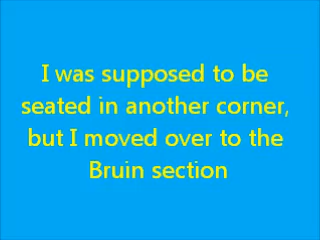 I was supposed to be
seated in another corner,
but I moved over to the
Bruin section